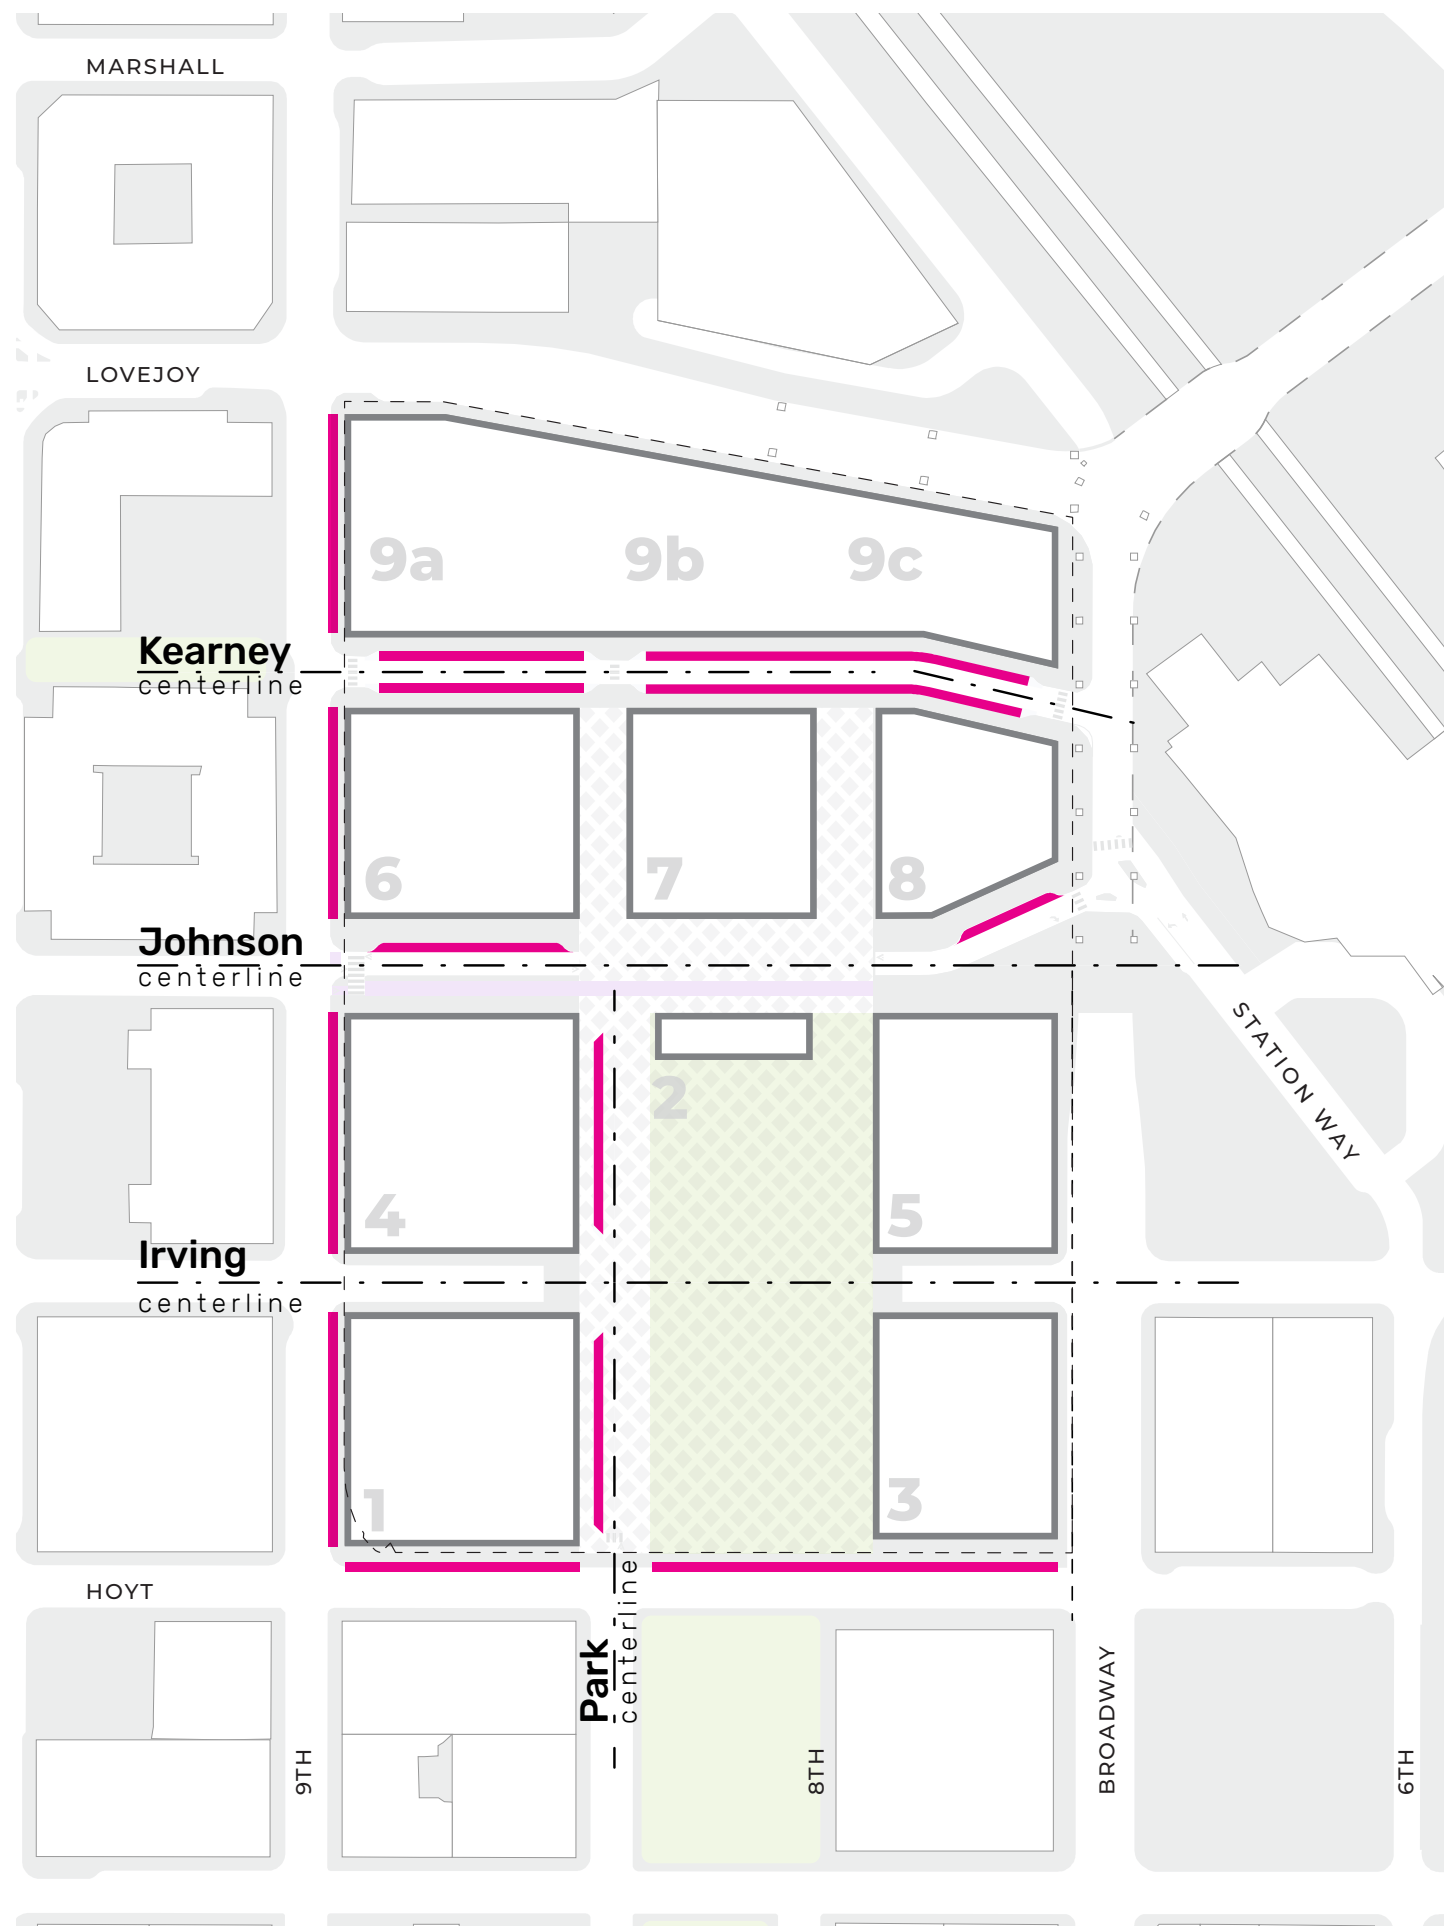 MARSHALL
LOVEJOY
9a
9b
9c
Kearney
centerline
6
7
8
Johnson
centerline
STATION WAY
2
4
5
Irving
centerline
1
3
HOYT
Park
centerline
9TH
8TH
BROADWAY
6TH